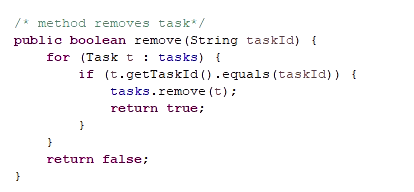 /* method removes task*/
public boolean remove(String taskId) {
    for (Task t : tasks) {
        if (t.getTaskId().equals(taskId)) {
            tasks.remove(t);
            return true;
        }
    }
    return false;
}